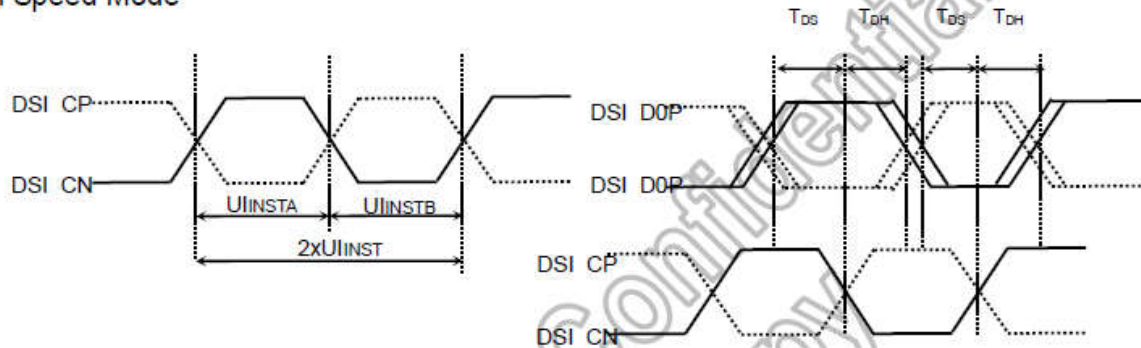 Speed Mode
DSI CP
DSI CN
UIINSTA
UIINSTB
2xUIINST
TDS
TDH
TDS
TDH
DSI D0P
DSI D0P
DSI CP
DSI CN
Confidential